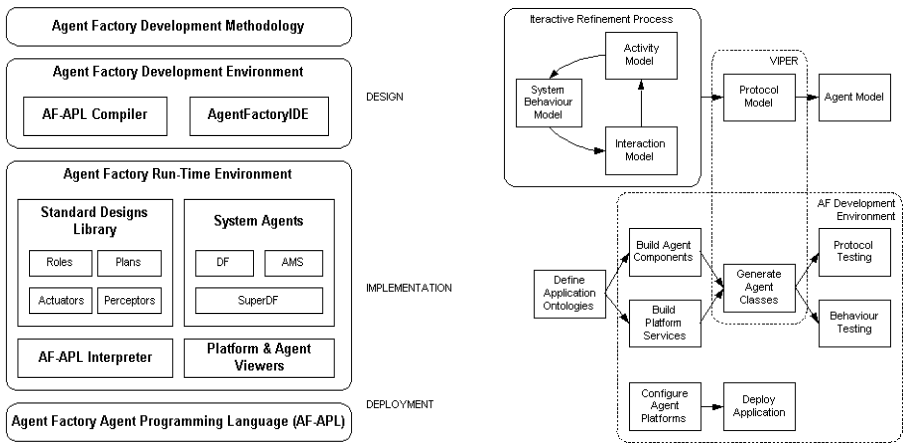 Agent Factory Development Methodology
Agent Factory Development Environment
AF-APL Compiler
AgentFactoryIDE
Agent Factory Run-Time Environment
Standard Designs
Library
Roles
Plans
Actuators
Perceptors
System Agents
DF
AMS
SuperDF
AF-APL Interpreter
Platform & Agent
Viewers
Agent Factory Agent Programming Language (AF-APL)
DESIGN
IMPLEMENTATION
DEPLOYMENT
Iteractive Refinement Process
Activity
Model
System
Behaviour
Model
Interaction
Model
VIPER
Protocol
Model
Agent Model
AF Development
Environment
Define
Application
Ontologies
Build Agent
Components
Build
Platform
Services
Generate
Agent
Classes
Protocol
Testing
Behaviour
Testing
Configure
Agent
Platforms
Deploy
Application